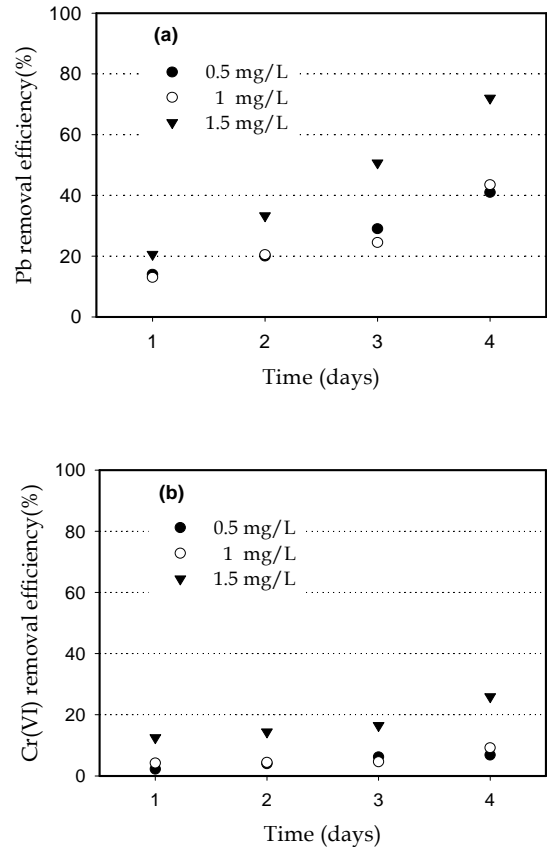 (a)
0.5 mg/L
1 mg/L
1.5 mg/L
Pb removal efficiency(%)
100
80
60
40
20
0
1 2 3 4
Time (days)
(b)
0.5 mg/L
1 mg/L
1.5 mg/L
Cr(VI) removal efficiency(%)
100
80
60
40
20
0
1 2 3 4
Time (days)